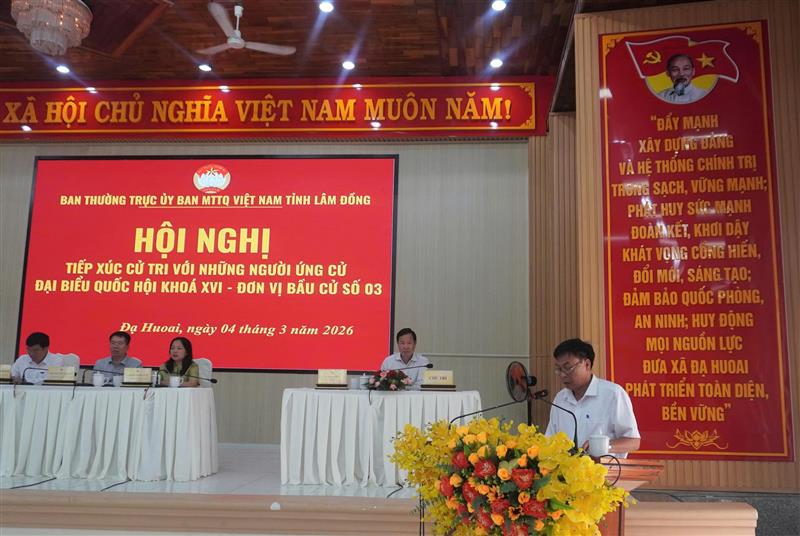 XÃ HỘI CHỦ NGHĨA VIỆT NAM MUÔN NĂM!
BAN THƯỜNG TRỰC ỦY BAN MTTQ VIỆT NAM TỈNH LÂM ĐỒNG
HỘI NGHỊ
TIẾP XÚC CỬ TRI VỚI NHỮNG NGƯỜI ỨNG CỬ
ĐẠI BIỂU QUỐC HỘI KHOÁ XVI - ĐƠN VỊ BẦU CỬ SỐ 03
Đạ Huoai, ngày 04 tháng 3 năm 2026
CHỦ TRÌ
"ĐẨY MẠNH
XÂY DỰNG ĐẢNG
VÀ HỆ THỐNG CHÍNH TRỊ
TRONG SẠCH, VỮNG MẠNH;
PHÁT HUY SỨC MẠNH
ĐOÀN KẾT, KHƠI DẬY
KHÁT VỌNG CỐNG HIẾN,
ĐỔI MỚI, SÁNG TẠO;
ĐẢM BẢO QUỐC PHÒNG,
AN NINH; HUY ĐỘNG
MỌI NGUỒN LỰC
ĐƯA XÃ ĐẠ HUOAI
PHÁT TRIỂN TOÀN DIỆN,
BỀN VỮNG"